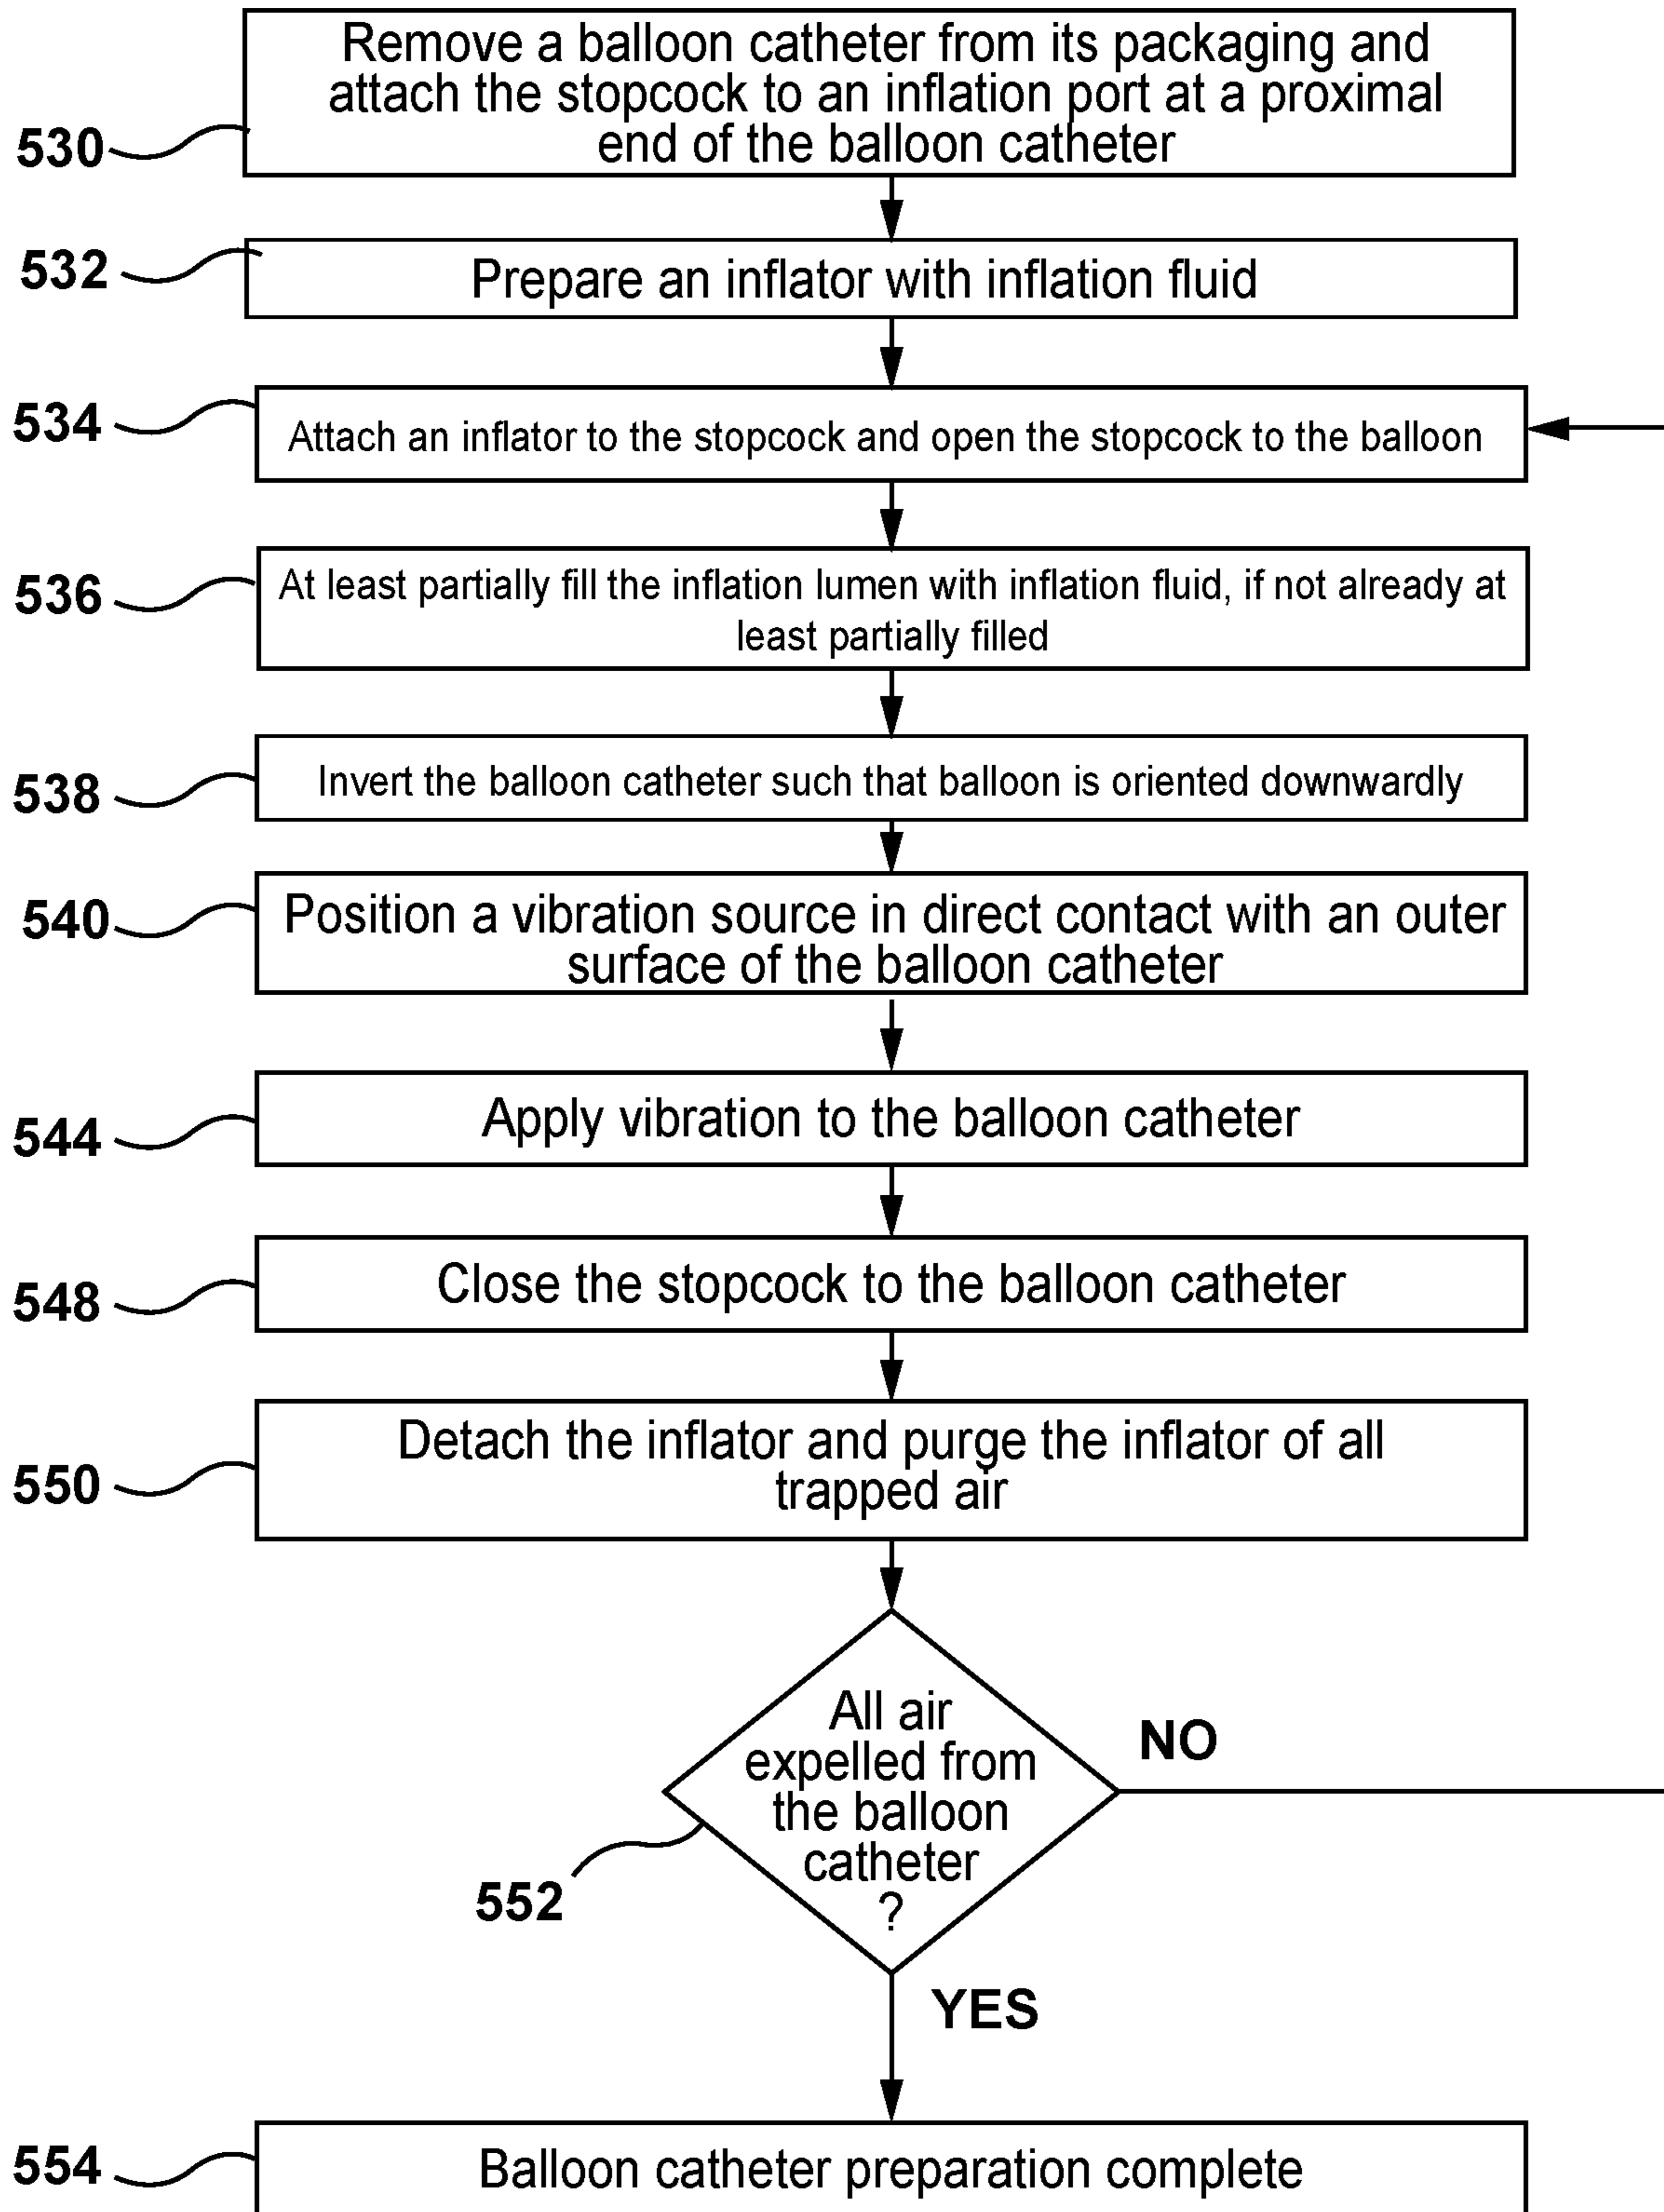 Remove a balloon catheter from its packaging and
attach the stopcock to an inflation port at a proximal
end of the balloon catheter
530
532
Prepare an inflator with inflation fluid
534
Attach an inflator to the stopcock and open the stopcock to the balloon
536
At least partially fill the inflation lumen with inflation fluid, if not already at
least partially filled
538
Invert the balloon catheter such that balloon is oriented downwardly
540
Position a vibration source in direct contact with an outer
surface of the balloon catheter
544
Apply vibration to the balloon catheter
548
Close the stopcock to the balloon catheter
550
Detach the inflator and purge the inflator of all
trapped air
All air
expelled from
the balloon
catheter
?
NO
552
YES
554
Balloon catheter preparation complete